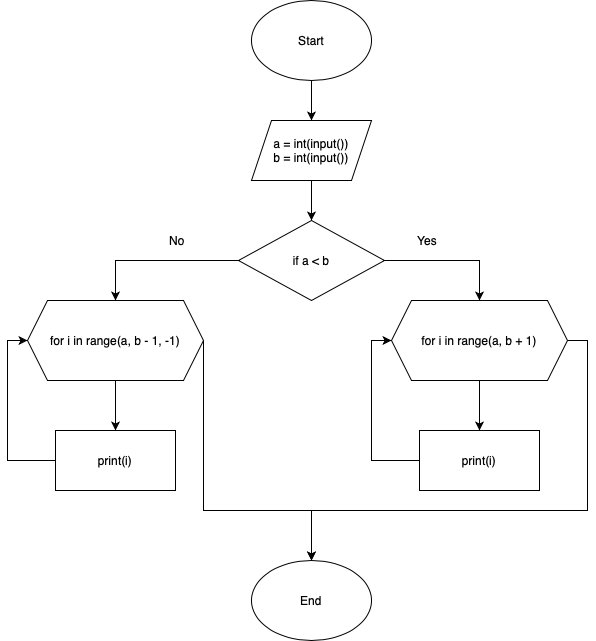 Start
a = int(input())
b = int(input())
if a < b
No
Yes
for i in range(a, b - 1, -1)
for i in range(a, b + 1)
print(i)
print(i)
End